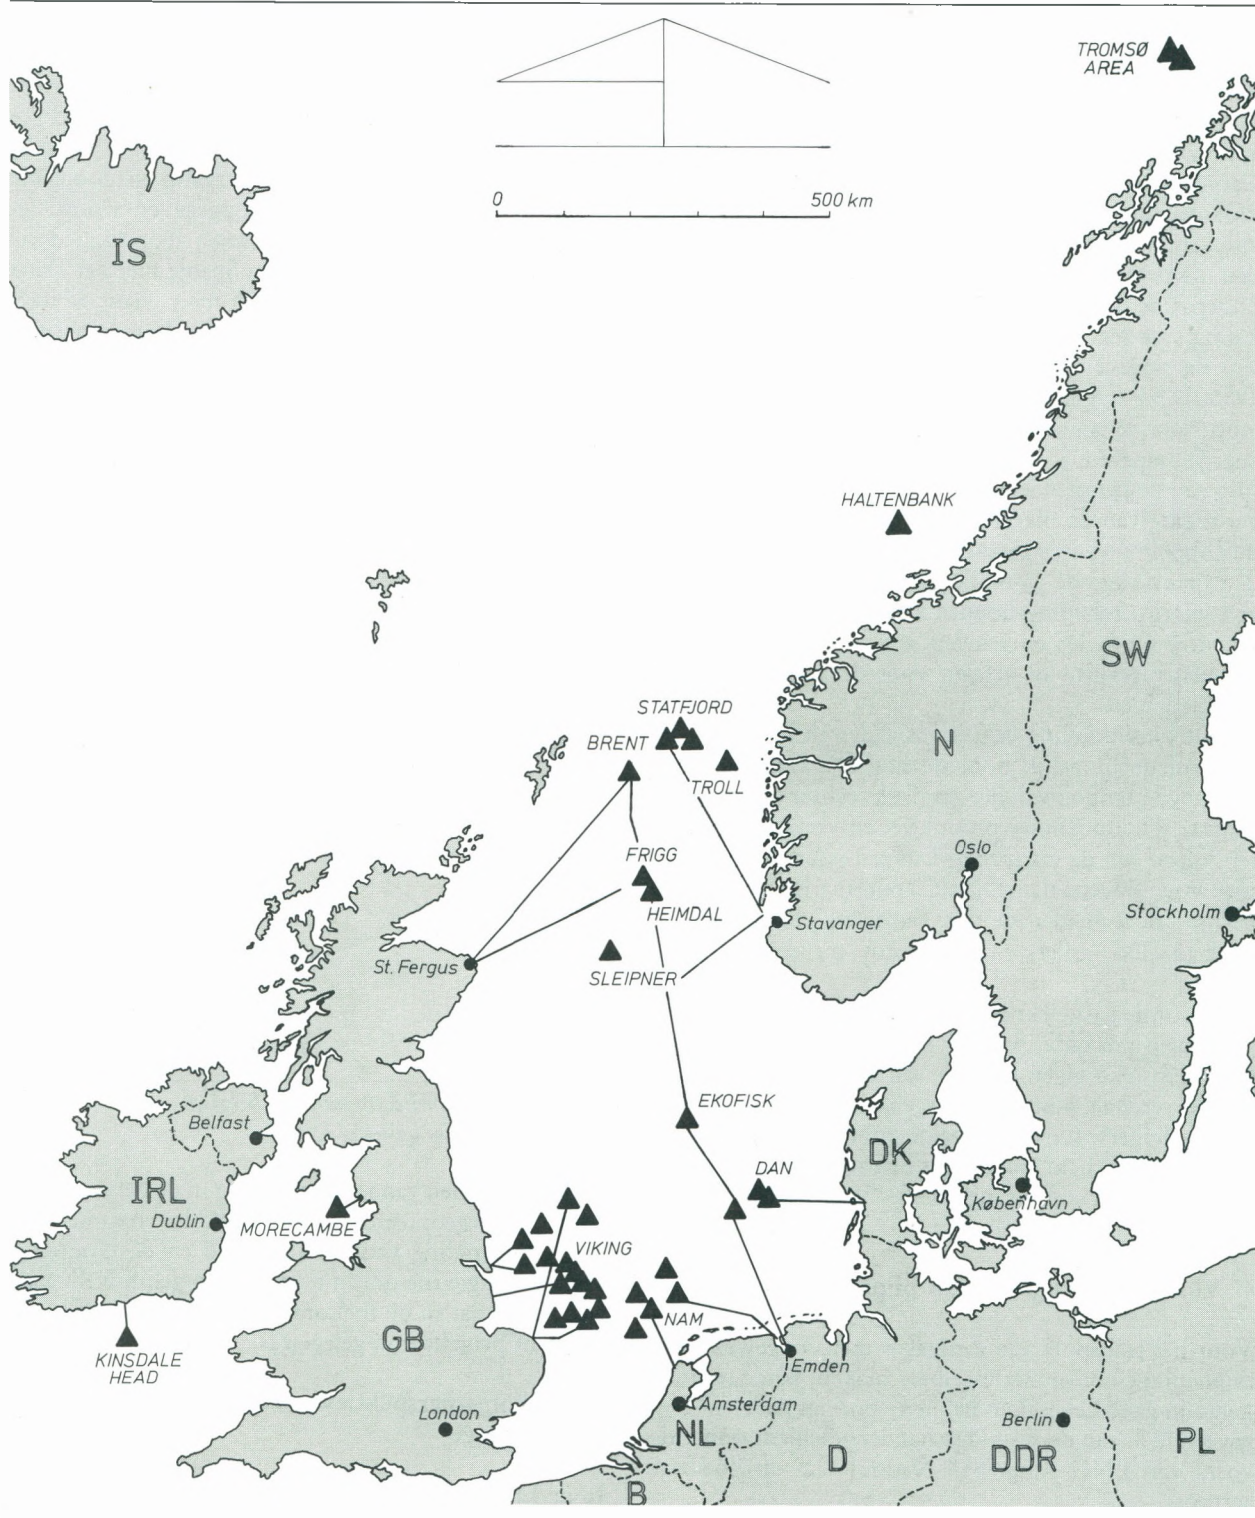 TROMSØ
AREA
0 500 km
IS
HALTENBANK
SW
STATFJORD
BRENT
N
TROLL
FRIGG
Oslo
HEIMDAL
Stockholm
Stavanger
St. Fergus
SLEIPNER
EKOFISK
Belfast
DK
DAN
IRL
København
Dublin
MORECAMBE
VIKING
NAM
GB
KINSDALE
HEAD
Emden
Amsterdam
London
Berlin
NL
PL
D
DDR
B